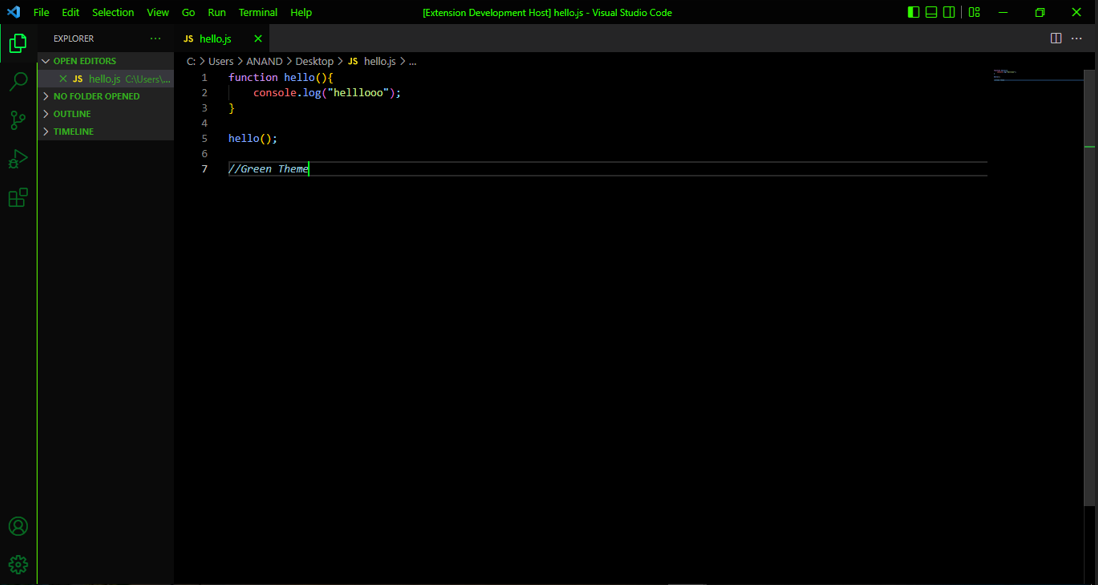 File Edit Selection View Go Run Terminal Help
[Extension Development Host] hello.js - Visual Studio Code
EXPLORER ···
JS hello.js
OPEN EDITORS
JS hello.js C:\Users\...
NO FOLDER OPENED
OUTLINE
TIMELINE
C: > Users > ANAND > Desktop > JS hello.js > ...
1 function hello(){
2 console.log("helllooo");
3 }
4
5 hello();
6
7 //Green Theme